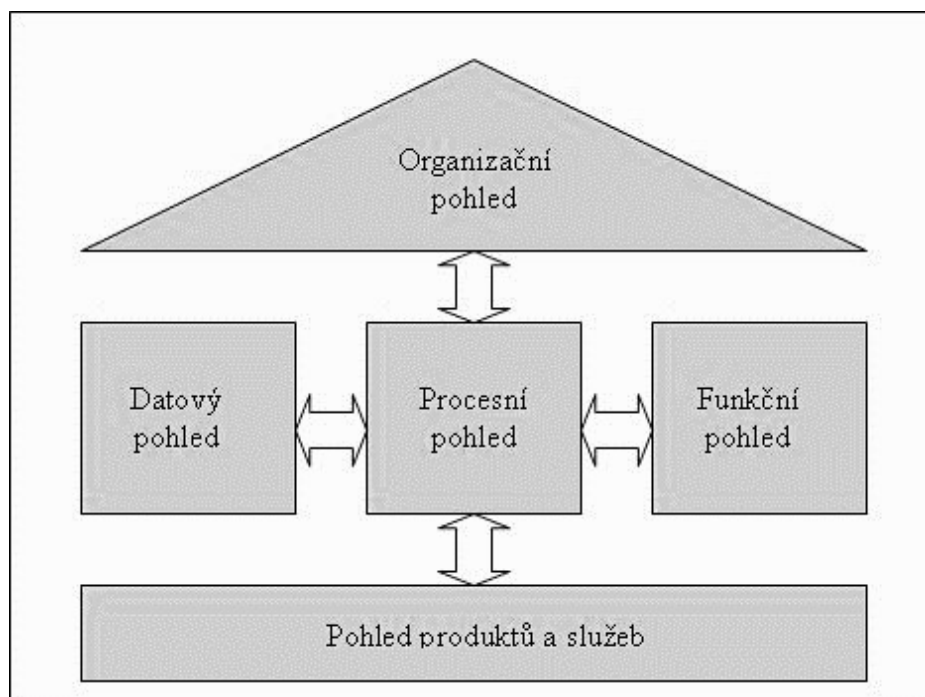 Organizační
pohled
Datový
pohled
Procesní
pohled
Funkční
pohled
Pohled produktů a služeb